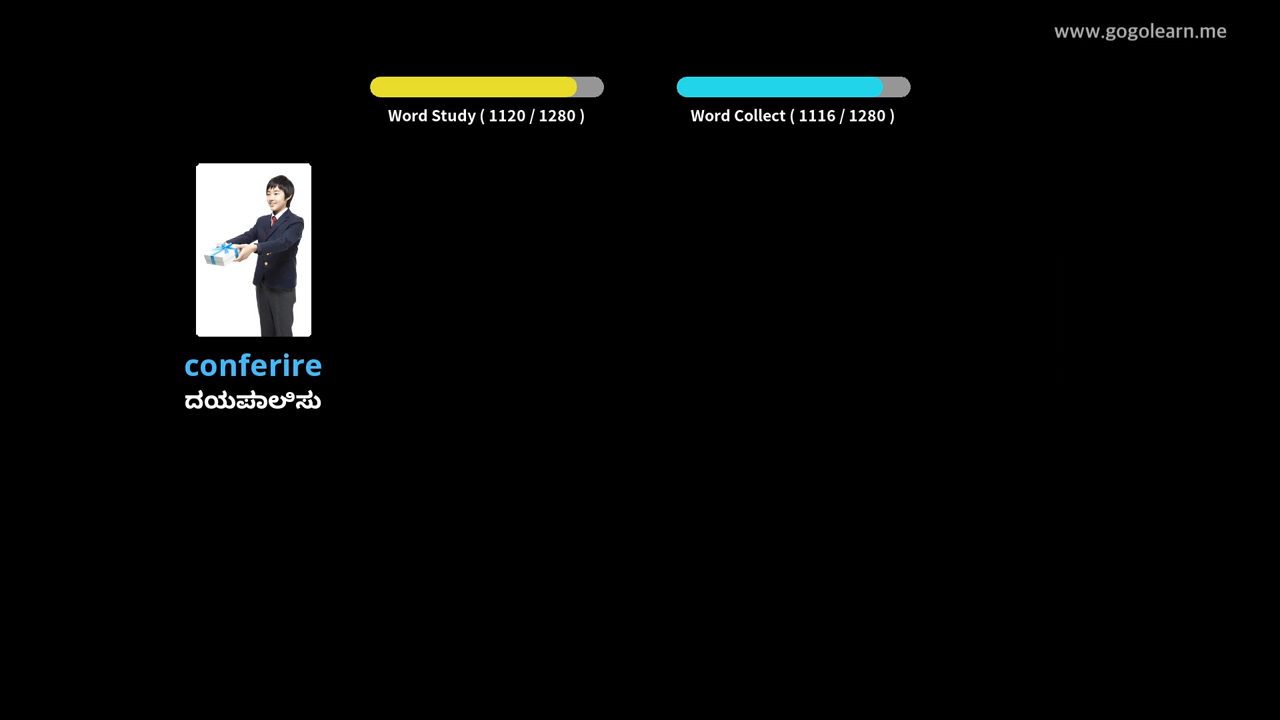 www.gogolearn.me
Word Study ( 1120 / 1280 )
Word Collect ( 1116 / 1280 )
conferire
ದಯಪಾಲಿಸು